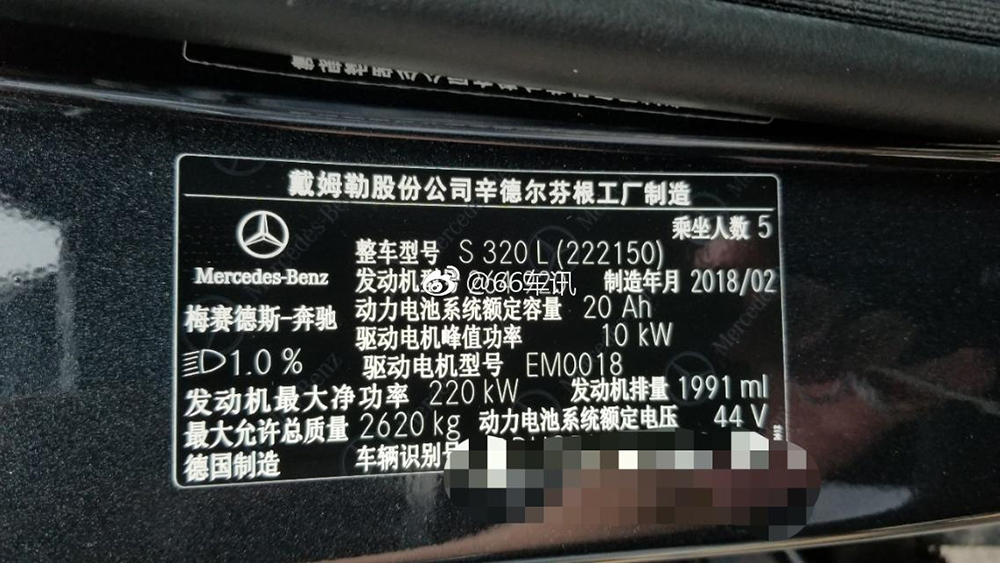 戴姆勒股份公司辛德尔芬根工厂制造
乘坐人数 5
Mercedes-Benz
梅赛德斯-奔驰
整车型号 S 320 L (222150)
发动机型号
@66车讯
制造年月 2018/02
动力电池系统额定容量 20 Ah
驱动电机峰值功率 10 kW
1.0 %
驱动电机型号 EM0018
发动机最大净功率 220 kW
发动机排量 1991 ml
最大允许总质量 2620 kg
动力电池系统额定电压 44 V
德国制造
车辆识别号